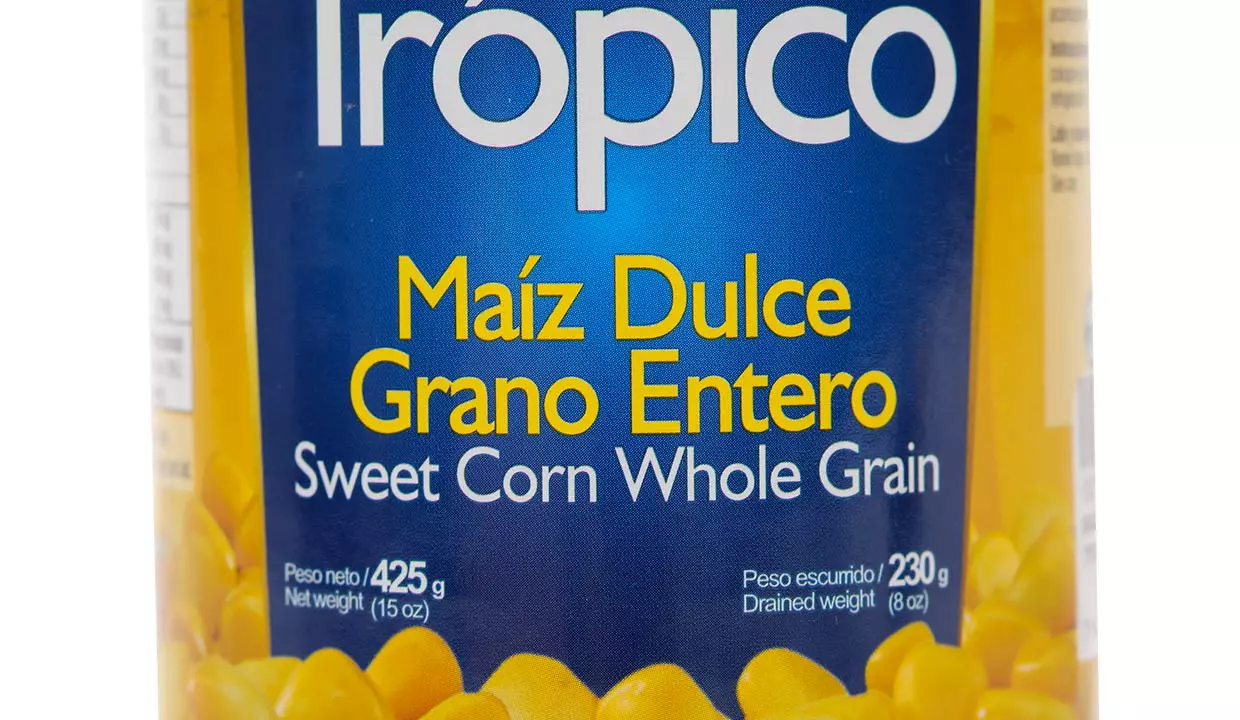 Trópico
Maíz Dulce
Grano Entero
Sweet Corn Whole Grain
Peso neto / 425 g
Net weight (15 oz)
Peso escurrido / 230 g
Drained weight (8 oz)